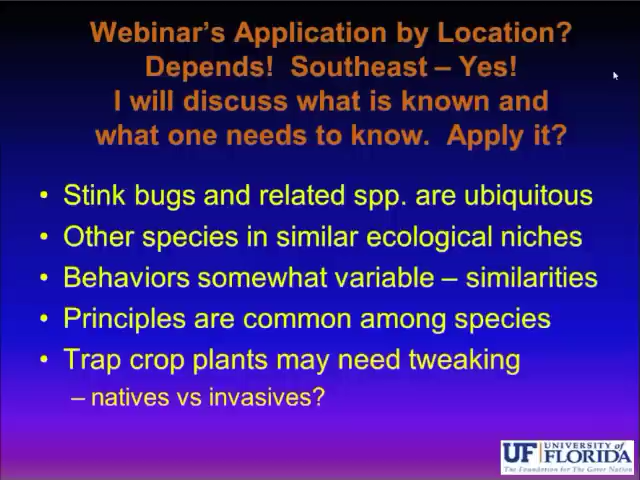 Webinar's Application by Location?
Depends! Southeast – Yes!
I will discuss what is known and
what one needs to know. Apply it?
• Stink bugs and related spp. are ubiquitous
• Other species in similar ecological niches
• Behaviors somewhat variable – similarities
• Principles are common among species
• Trap crop plants may need tweaking
– natives vs invasives?
UF UNIVERSITY of
FLORIDA
The Foundation for The Gator Nation